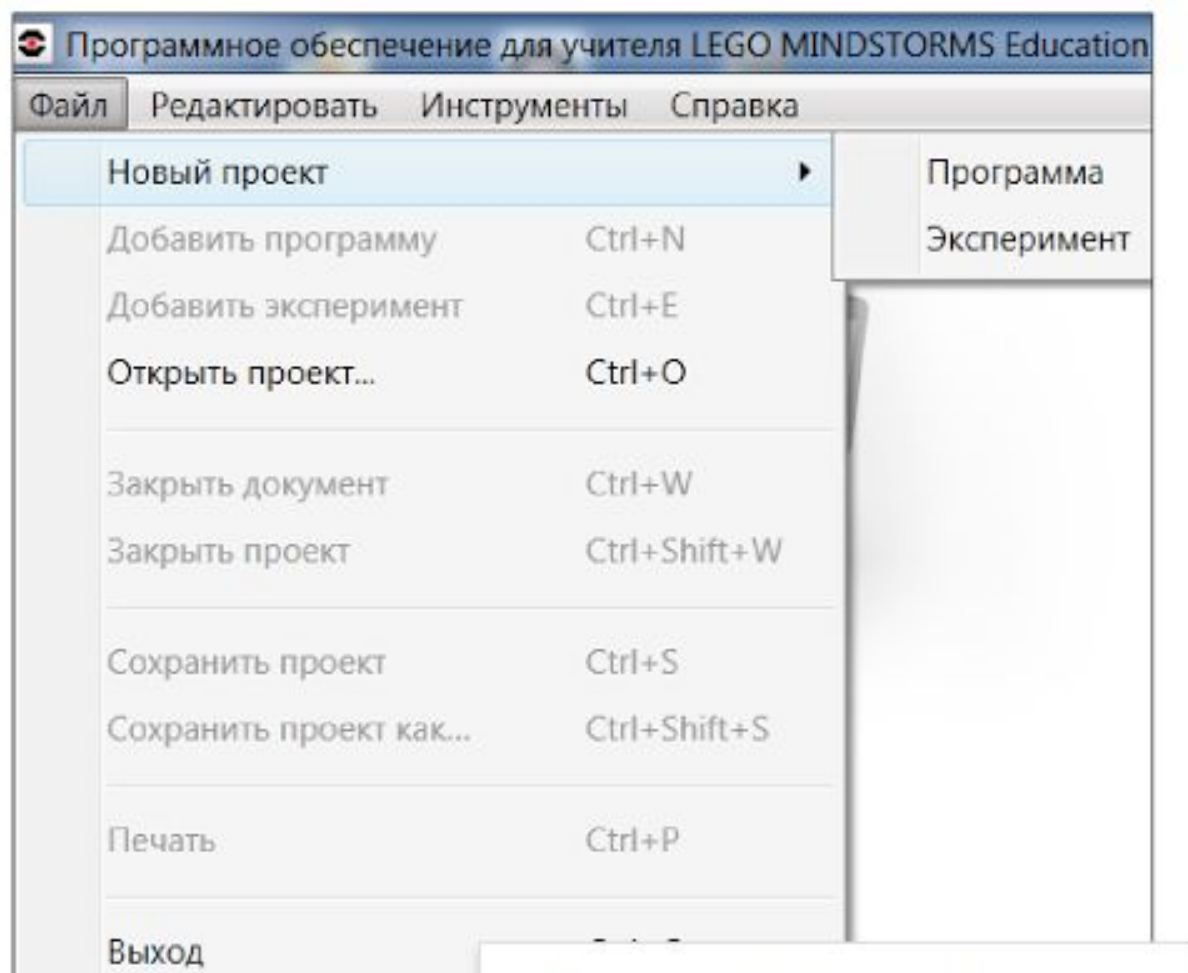 Программное обеспечение для учителя LEGO MINDSTORMS Education
Файл Редактировать Инструменты Справка
Новый проект Программа
Добавить программу Ctrl+N Эксперимент
Добавить эксперимент Ctrl+E
Открыть проект... Ctrl+O
Закрыть документ Ctrl+W
Закрыть проект Ctrl+Shift+W
Сохранить проект Ctrl+S
Сохранить проект как... Ctrl+Shift+S
Печать Ctrl+P
Выход